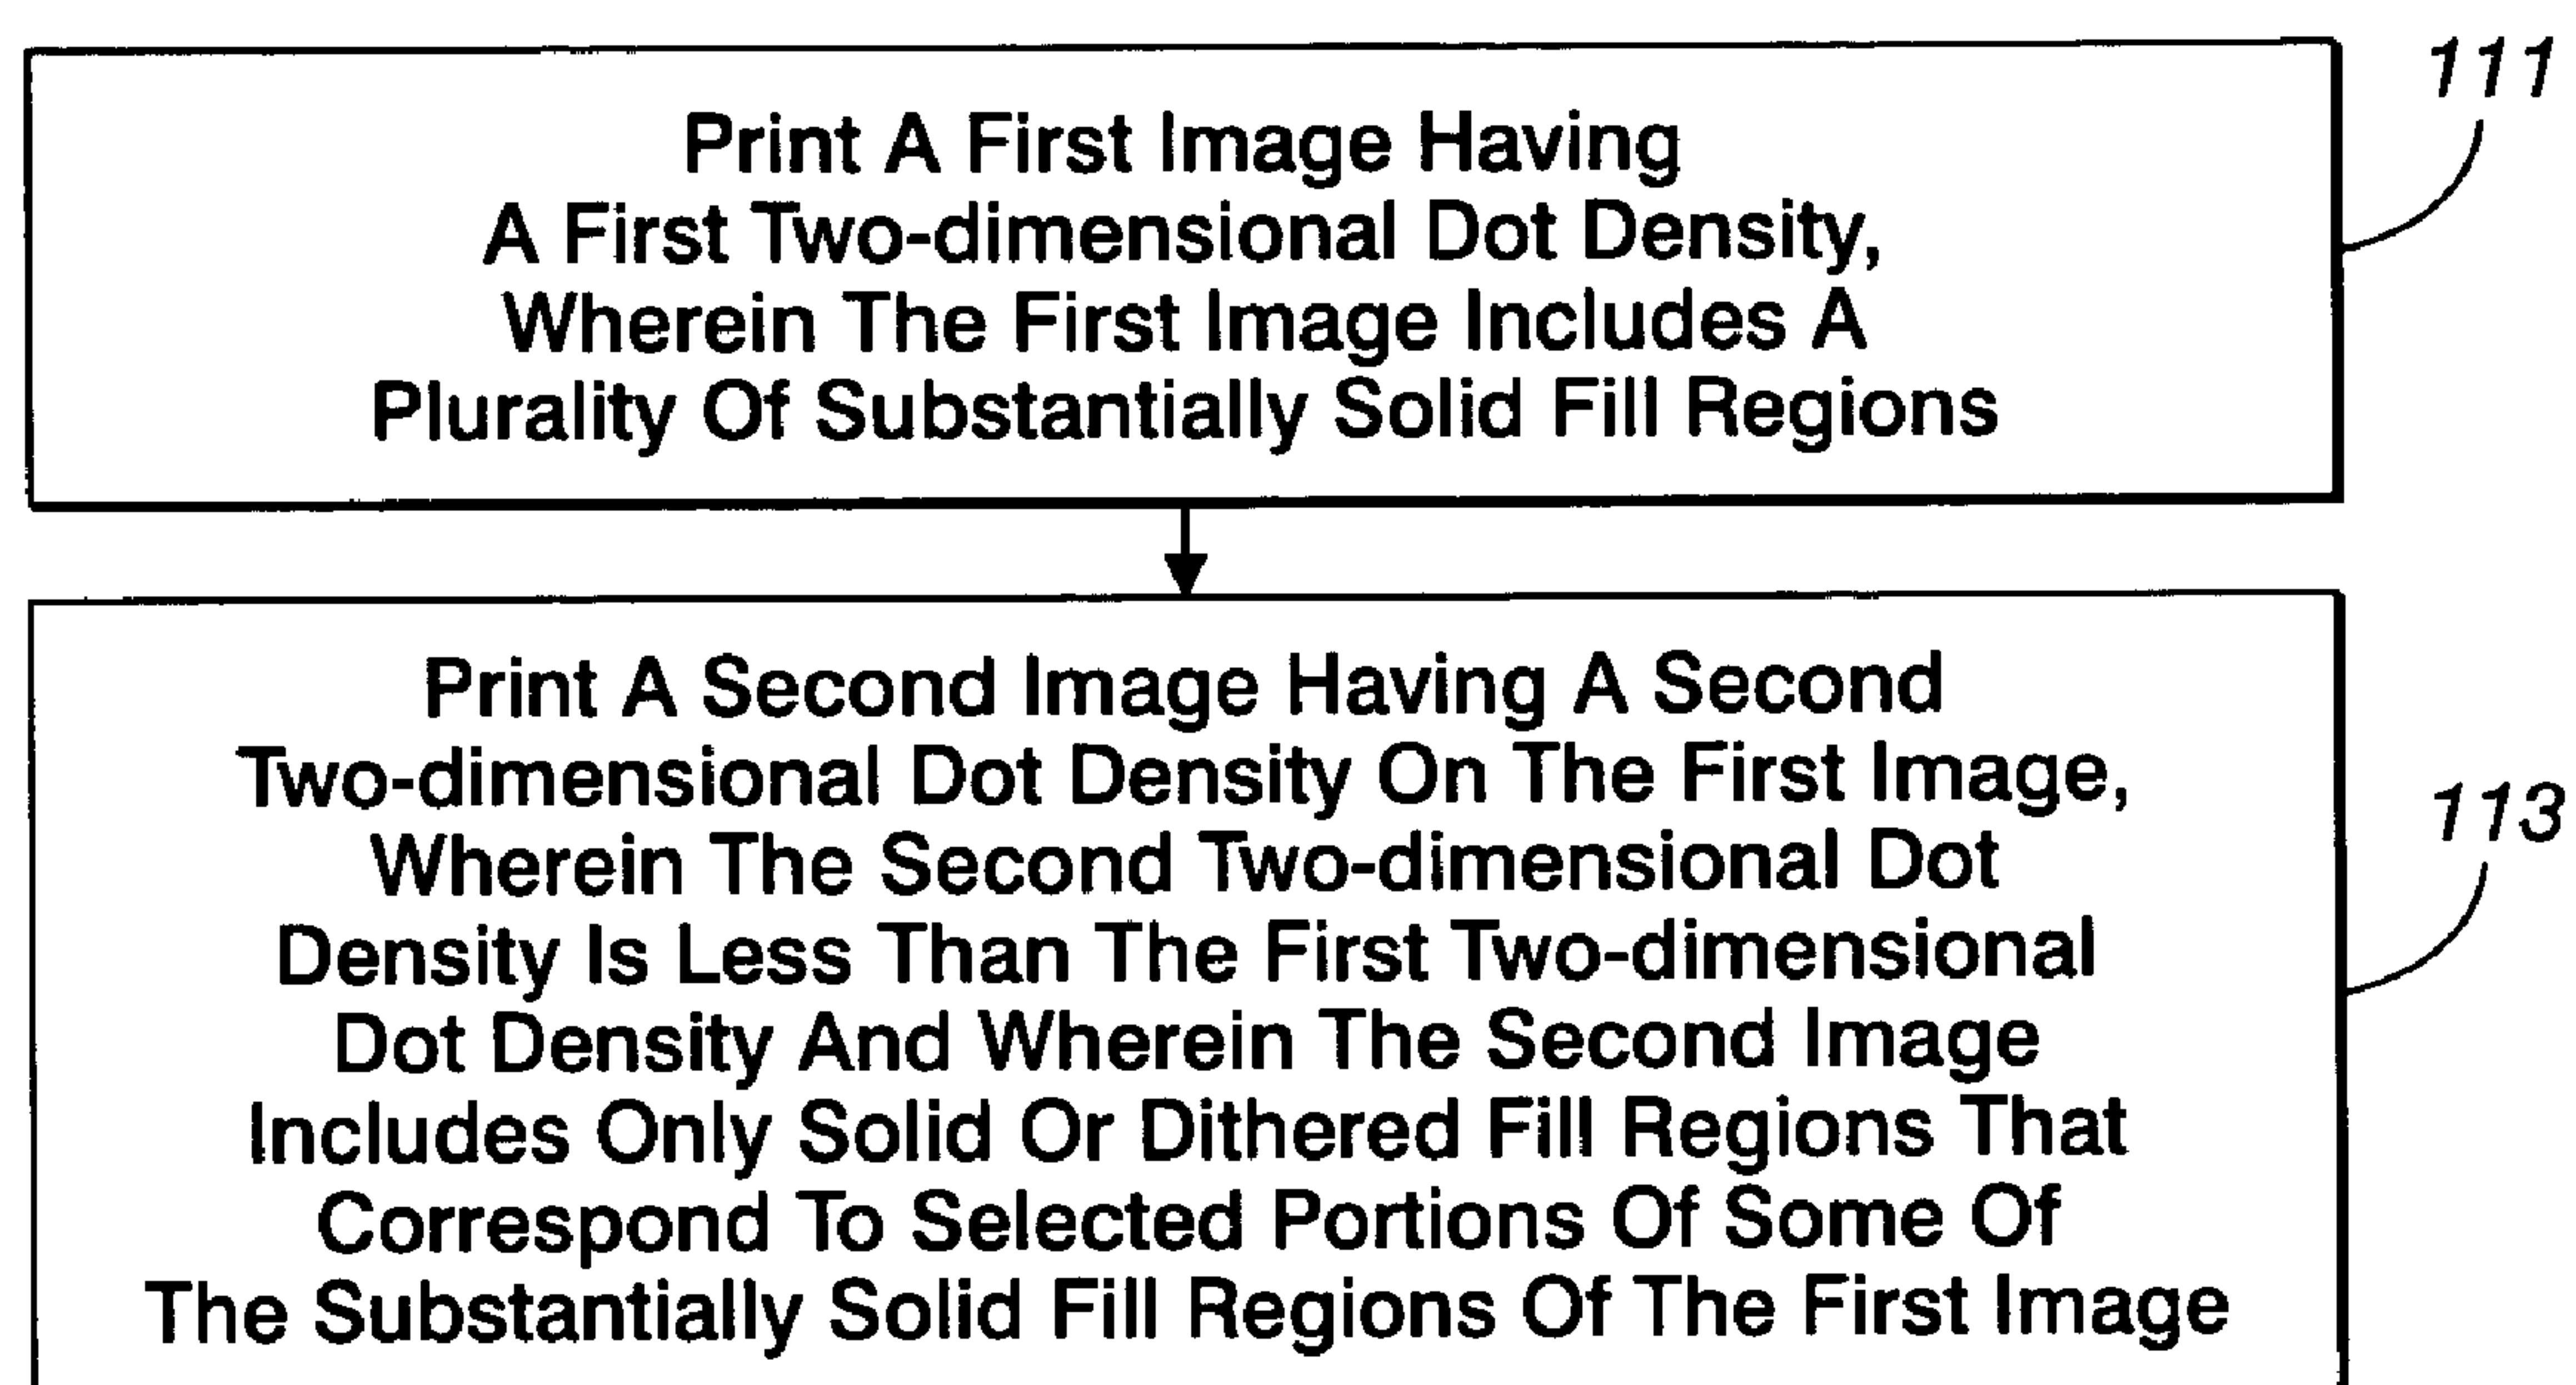 111
Print A First Image Having
A First Two-dimensional Dot Density,
Wherein The First Image Includes A
Plurality Of Substantially Solid Fill Regions
Print A Second Image Having A Second
Two-dimensional Dot Density On The First Image,
Wherein The Second Two-dimensional Dot
Density Is Less Than The First Two-dimensional
Dot Density And Wherein The Second Image
Includes Only Solid Or Dithered Fill Regions That
Correspond To Selected Portions Of Some Of
The Substantially Solid Fill Regions Of The First Image
113